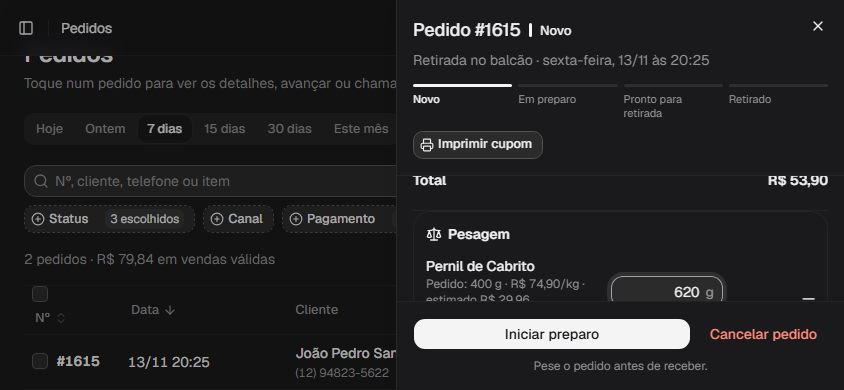 Pedidos
Pedidos
Toque num pedido para ver os detalhes, avançar ou chama
Hoje Ontem 7 dias 15 dias 30 dias Este mês
Nº, cliente, telefone ou item
Status 3 escolhidos Canal Pagamento
2 pedidos · R$ 79,84 em vendas válidas
Nº Data Cliente
#1615 13/11 20:25 João Pedro San
(12) 94823-5622
Pedido #1615 Novo
Retirada no balcão · sexta-feira, 13/11 às 20:25
Novo Em preparo Pronto para retirada Retirado
Imprimir cupom
Total R$ 53,90
Pesagem
Pernil de Cabrito
Pedido: 400 g · R$ 74,90/kg ·
estimado R$ 29,96
620 g
Iniciar preparo Cancelar pedido
Pese o pedido antes de receber.